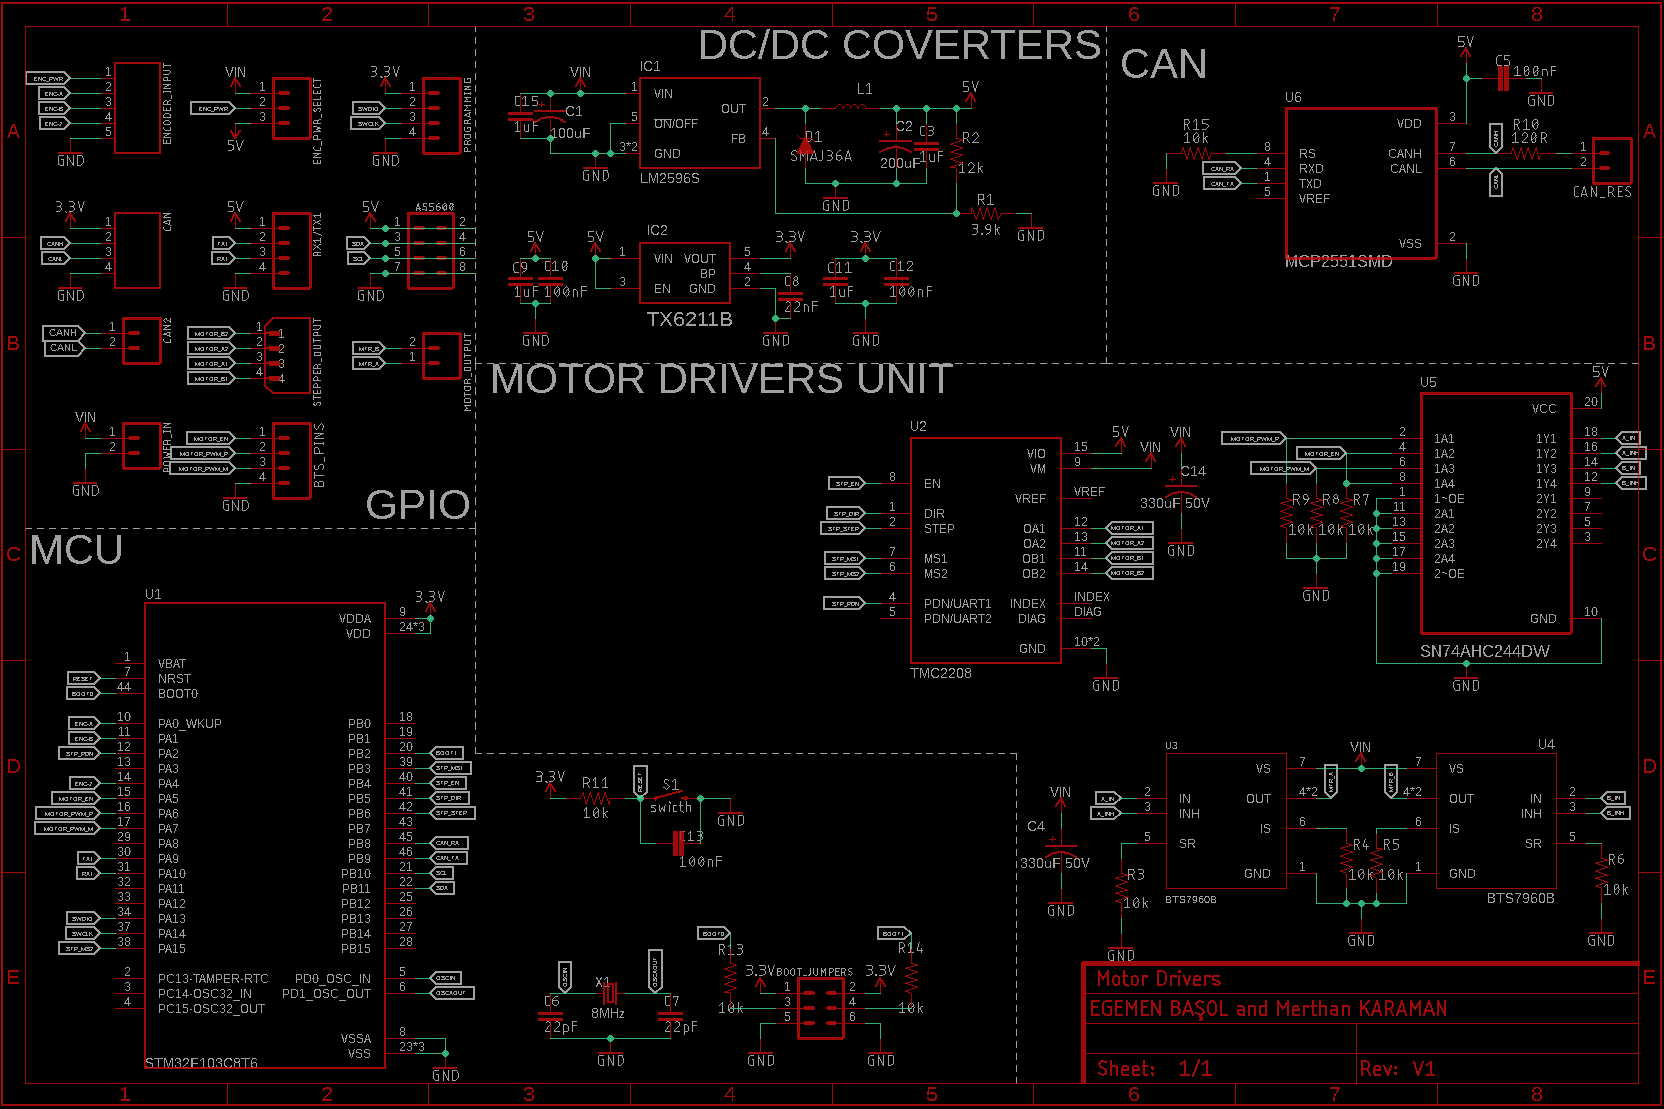 1 2 3 4 5 6 7 8
A B C D E
DC/DC COVERTERS
CAN
ENC_PWR 1
ENC-A 2
ENC-B 3
ENC-Z 4
5
GND
ENCODER_INPUT
VIN 1
ENC_PWR 2
3
5V
ENC_PWR_SELECT
3.3V 1
SWDIO 2
SWCLK 3
4
GND
PROGRAMMING
3.3V 1
CANH 2
CANL 3
4
GND
CAN
5V 1
TX1 2
RX1 3
4
GND
RX1/TX1
AS5600
5V 1 2
SDA 3 4
SCL 5 6
7 8
GND
CANH 1
CANL 2
CAN2
MOTOR_B2 1 1
MOTOR_A2 2 2
MOTOR_A1 3 3
MOTOR_B1 4 4
STEPPER_OUTPUT
MTR_B 2
MTR_A 1
MOTOR_OUTPUT
VIN 1
2
GND
POWER_IN
MOTOR_EN 1
MOTOR_PWM_P 2
MOTOR_PWM_M 3
4
GND
BTS_PINS
GPIO
IC1
VIN
C15
1uF
C1
100uF
1 VIN
5 ON/OFF
3*2 GND
OUT 2
FB 4
LM2596S
GND
D1
SMAJ36A
L1
C2
200uF
C3
1uF
5V
R2
12k
GND
R1
3.9k
GND
5V
C9
1uF
C10
100nF
GND
IC2
5V
1 VIN
3 EN
VOUT 5
BP 4
GND 2
TX6211B
3.3V
C8
22nF
GND
3.3V
C11
1uF
C12
100nF
GND
U6
5V
C5
100nF
GND
R15
10k
GND
8 RS
CAN_RX 4 RXD
CAN_TX 1 TXD
5 VREF
VDD 3
CANH 7
CANL 6
VSS 2
MCP2551SMD
GND
CANH
CANL
R10
120R
1
2
CAN_RES
MOTOR DRIVERS UNIT
U2
STP_EN 8 EN
STP_DIR 1 DIR
STP_STEP 2 STEP
STP_MS1 7 MS1
STP_MS2 6 MS2
STP_PDN 4 PDN/UART1
5 PDN/UART2
VIO 15 5V
VM 9 VIN
VREF VREF
OA1 12 MOTOR_A1
OA2 13 MOTOR_A2
OB1 11 MOTOR_B1
OB2 14 MOTOR_B2
INDEX INDEX
DIAG DIAG
GND 10*2
GND
TMC2208
VIN
C14
330uF 50V
GND
U5
5V
MOTOR_PWM_P
MOTOR_EN
MOTOR_PWM_M
R9
10k
R8
10k
R7
10k
GND
2 1A1
4 1A2
6 1A3
8 1A4
1 1~OE
11 2A1
13 2A2
15 2A3
17 2A4
19 2~OE
VCC 20
1Y1 18 A_IN
1Y2 16 A_INH
1Y3 14 B_IN
1Y4 12 B_INH
2Y1 9
2Y2 7
2Y3 5
2Y4 3
GND 10
SN74AHC244DW
GND
MCU
U1
3.3V
VDDA 9
VDD 24*3
1 VBAT
RESET 7 NRST
BOOT0 44 BOOT0
ENC-A 10 PA0_WKUP
ENC-B 11 PA1
STP_PDN 12 PA2
13 PA3
ENC-Z 14 PA4
MOTOR_EN 15 PA5
MOTOR_PWM_P 16 PA6
MOTOR_PWM_M 17 PA7
29 PA8
TX1 30 PA9
RX1 31 PA10
32 PA11
33 PA12
SWDIO 34 PA13
SWCLK 37 PA14
STP_MS2 38 PA15
2 PC13-TAMPER-RTC
3 PC14-OSC32_IN
4 PC15-OSC32_OUT
PB0 18
PB1 19
PB2 20 BOOT1
PB3 39 STP_MS1
PB4 40 STP_EN
PB5 41 STP_DIR
PB6 42 STP_STEP
PB7 43
PB8 45 CAN_RX
PB9 46 CAN_TX
PB10 21 SCL
PB11 22 SDA
PB12 25
PB13 26
PB14 27
PB15 28
PD0_OSC_IN 5 OSCIN
PD1_OSC_OUT 6 OSCOUT
VSSA 8
VSS 23*3
STM32F103C8T6
GND
3.3V
R11
10k
RESET
S1
swicth
GND
C13
100nF
OSCIN
OSCOUT
X1
8MHz
C6
22pF
C7
22pF
GND
BOOT0
R13
10k
3.3V
BOOT_JUMPERS
1 2
3 4
5 6
GND
3.3V
BOOT1
R14
10k
GND
VIN
C4
330uF 50V
GND
U3
A_IN 2 IN
A_INH 3 INH
5 SR
VS 7
OUT 4*2
IS 6
GND 1
R3
10k
GND
BTS7960B
VIN
MTR_A
MTR_B
R4
10k
R5
10k
GND
U4
7 VS
4*2 OUT
6 IS
1 GND
IN 2 B_IN
INH 3 B_INH
SR 5
BTS7960B
R6
10k
GND
Motor Drivers
EGEMEN BAŞOL and Merthan KARAMAN
Sheet: 1/1
Rev: V1
1 2 3 4 5 6 7 8
A B C D E